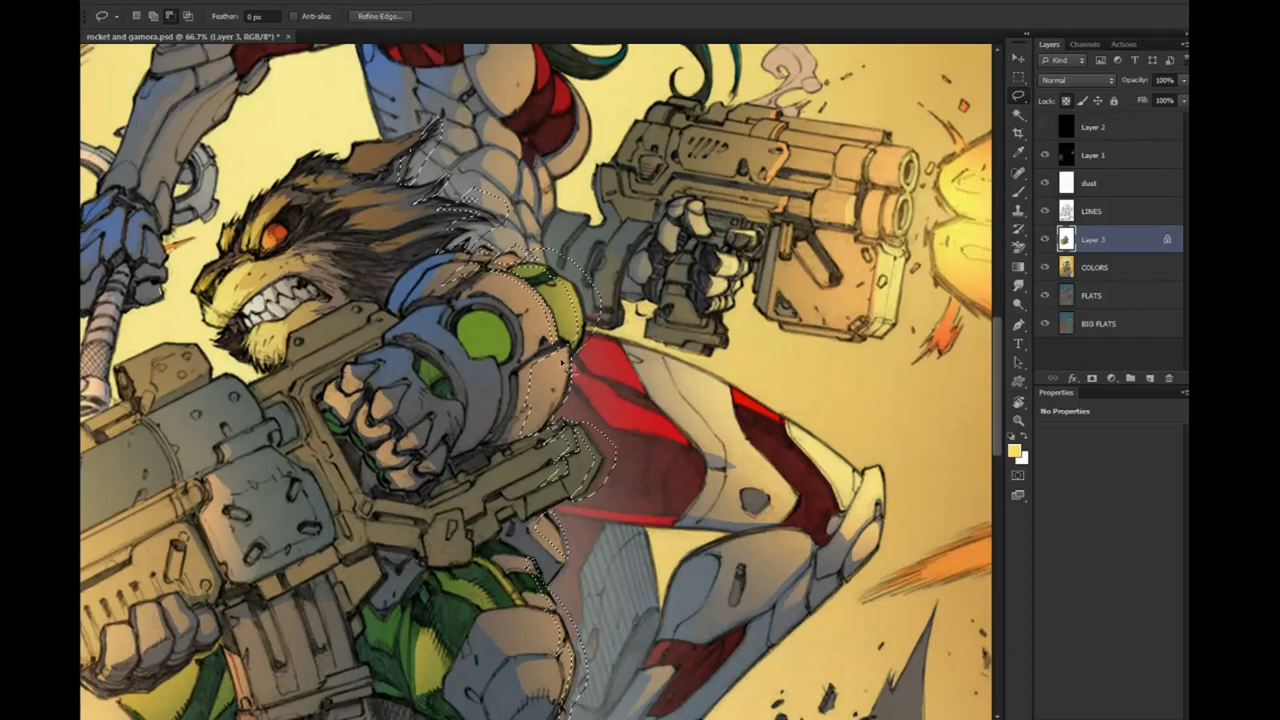 Feather: 0 px Anti-alias Refine Edge...
rocket and gamora.psd @ 66.7% (Layer 3, RGB/8*) * ×
Layers Channels Actions
Kind
Normal Opacity: 100%
Lock: Fill: 100%
Layer 2
Layer 1
dust
LINES
Layer 3
COLORS
FLATS
BIG FLATS
fx
Properties
No Properties